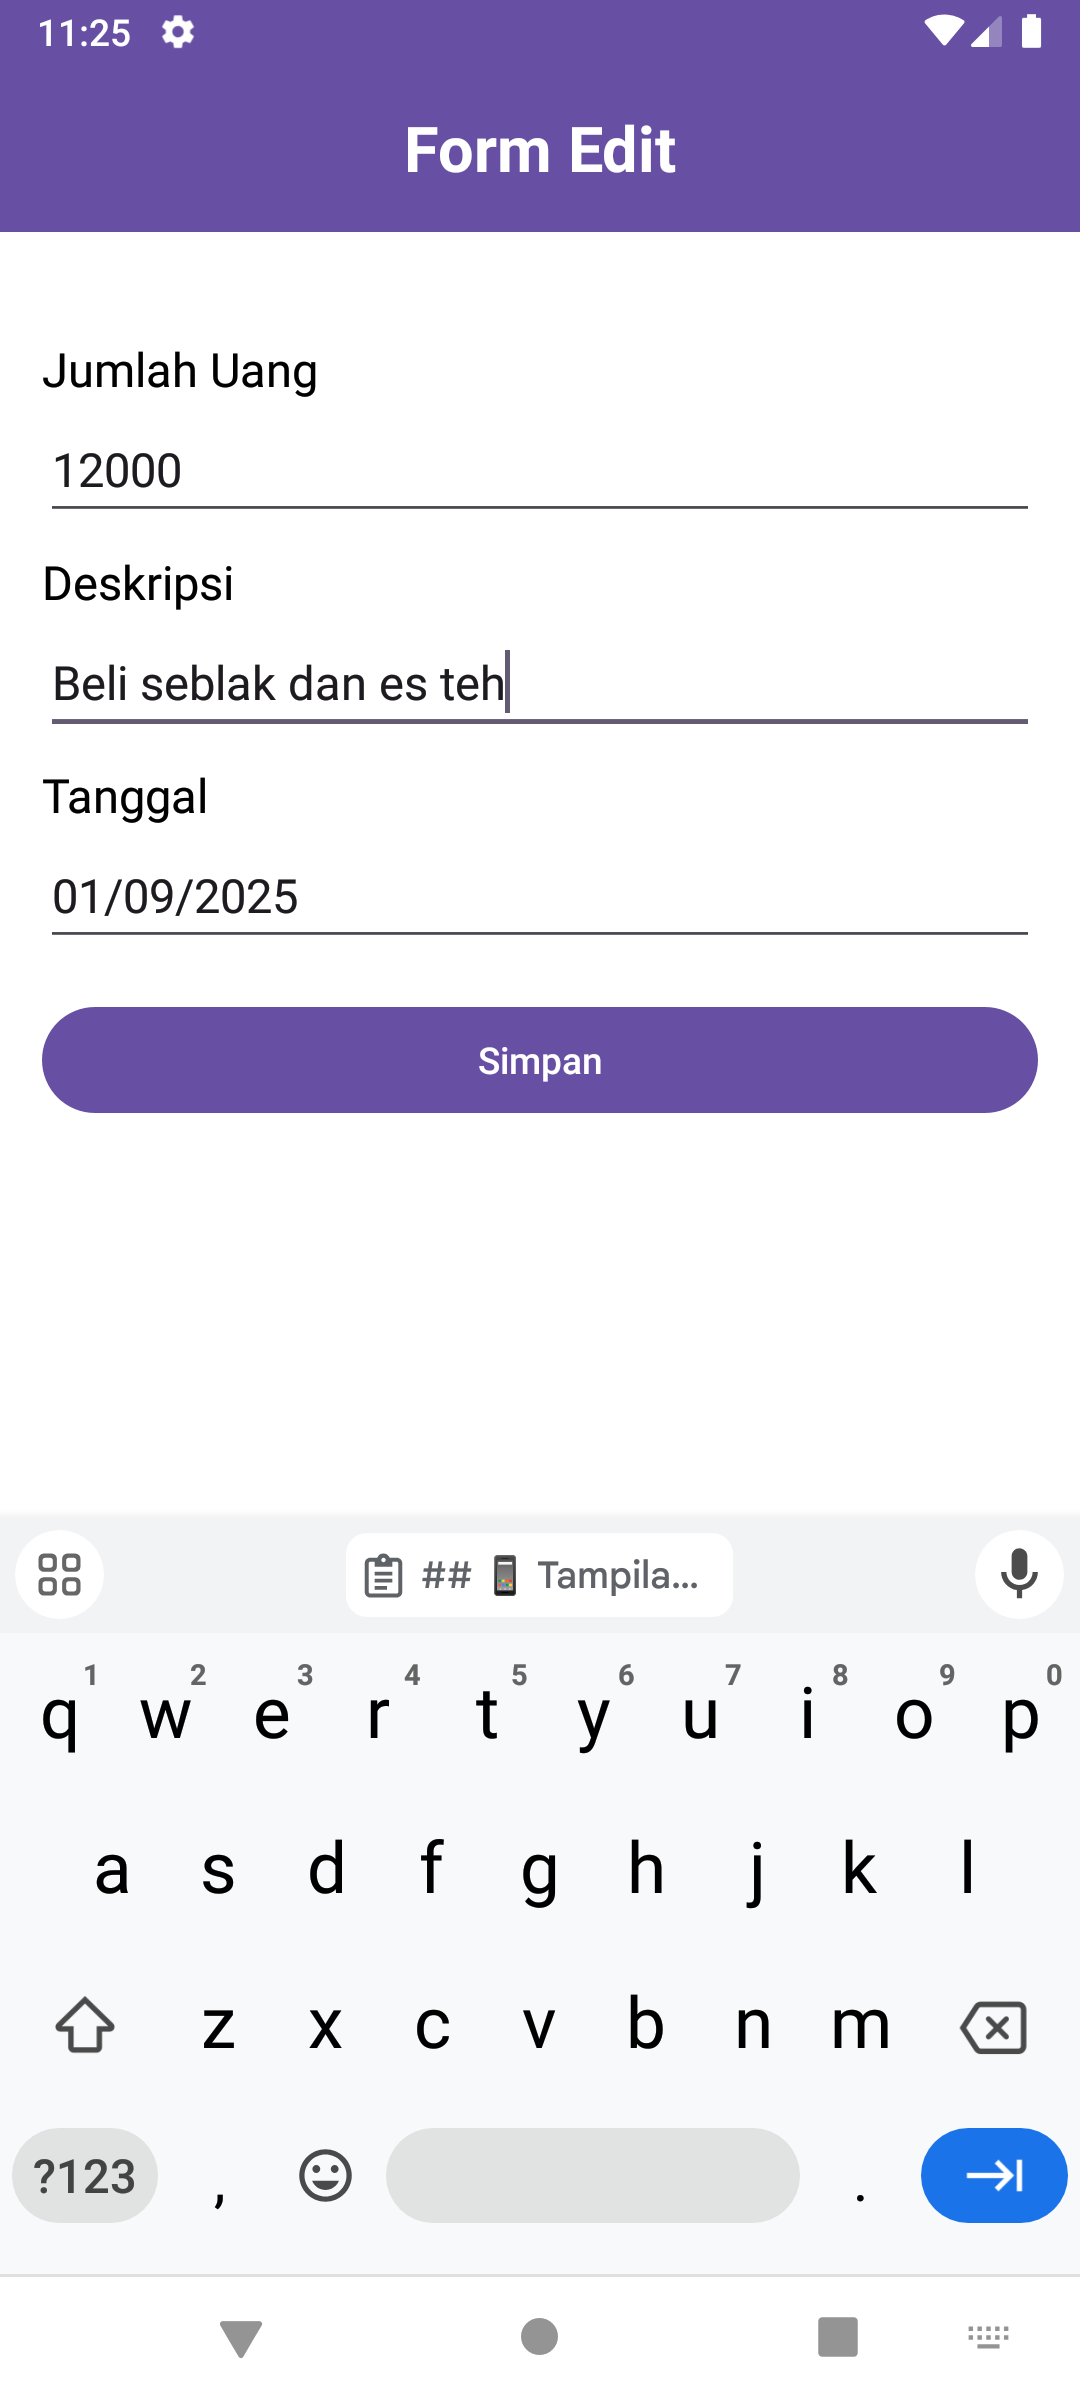 11:25
Form Edit
Jumlah Uang
12000
Deskripsi
Beli seblak dan es teh
Tanggal
01/09/2025
Simpan
## 📱 Tampila...
1 2 3 4 5 6 7 8 9 0
q w e r t y u i o p
a s d f g h j k l
z x c v b n m
?123 , .